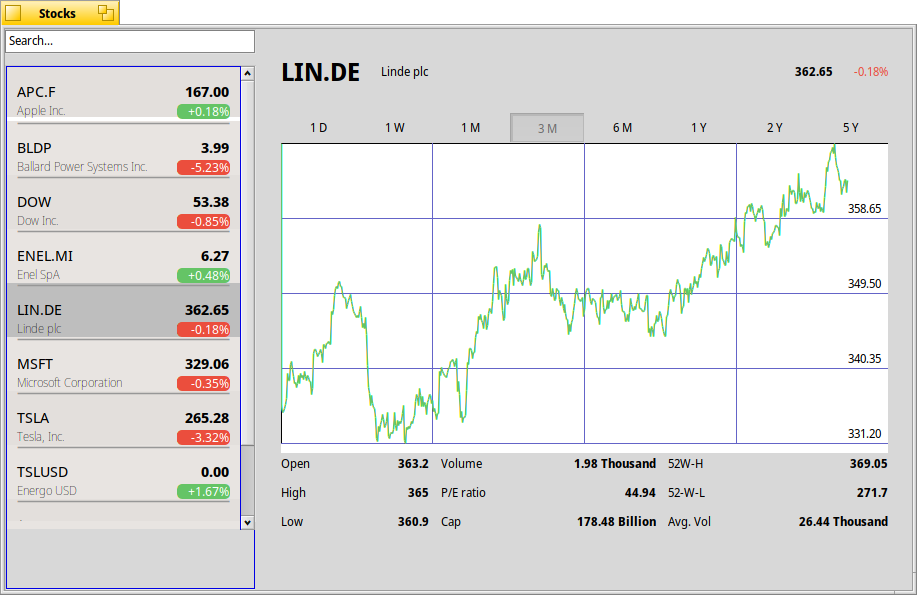 Stocks
Search...
APC.F 167.00
Apple Inc. +0.18%
BLDP 3.99
Ballard Power Systems Inc. -5.23%
DOW 53.38
Dow Inc. -0.85%
ENEL.MI 6.27
Enel SpA +0.48%
LIN.DE 362.65
Linde plc -0.18%
MSFT 329.06
Microsoft Corporation -0.35%
TSLA 265.28
Tesla, Inc. -3.32%
TSLUSD 0.00
Energo USD +1.67%
LIN.DE Linde plc 362.65 -0.18%
1 D 1 W 1 M 3 M 6 M 1 Y 2 Y 5 Y
358.65
349.50
340.35
331.20
Open 363.2 Volume 1.98 Thousand 52W-H 369.05
High 365 P/E ratio 44.94 52-W-L 271.7
Low 360.9 Cap 178.48 Billion Avg. Vol 26.44 Thousand